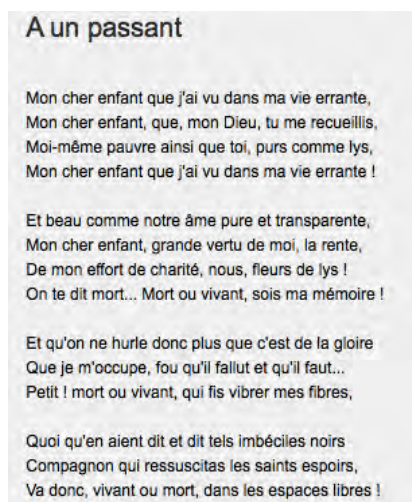 A un passant
Mon cher enfant que j'ai vu dans ma vie errante,
Mon cher enfant, que, mon Dieu, tu me recueillis,
Moi-même pauvre ainsi que toi, purs comme lys,
Mon cher enfant que j'ai vu dans ma vie errante !
Et beau comme notre âme pure et transparente,
Mon cher enfant, grande vertu de moi, la rente,
De mon effort de charité, nous, fleurs de lys !
On te dit mort... Mort ou vivant, sois ma mémoire !
Et qu'on ne hurle donc plus que c'est de la gloire
Que je m'occupe, fou qu'il fallut et qu'il faut...
Petit ! mort ou vivant, qui fis vibrer mes fibres,
Quoi qu'en aient dit et dit tels imbéciles noirs
Compagnon qui ressuscitas les saints espoirs,
Va donc, vivant ou mort, dans les espaces libres !